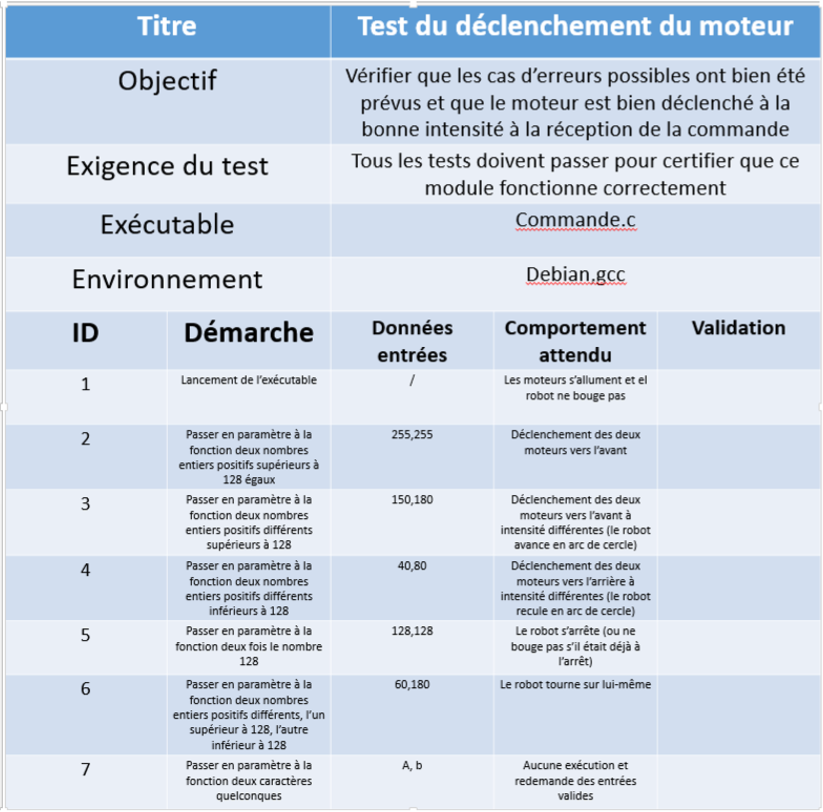 Titre
Test du déclenchement du moteur
Objectif
Vérifier que les cas d’erreurs possibles ont bien été
prévus et que le moteur est bien déclenché à la
bonne intensité à la réception de la commande
Exigence du test
Tous les tests doivent passer pour certifier que ce
module fonctionne correctement
Exécutable
Commande.c
Environnement
Debian,gcc
ID
Démarche
Données
entrées
Comportement
attendu
Validation
1
Lancement de l’exécutable
/
Les moteurs s’allument et el
robot ne bouge pas
2
Passer en paramètre à la
fonction deux nombres
entiers positifs supérieurs à
128 égaux
255,255
Déclenchement des deux
moteurs vers l’avant
3
Passer en paramètre à la
fonction deux nombres
entiers positifs différents
supérieurs à 128
150,180
Déclenchement des deux
moteurs vers l’avant à
intensité différentes (le robot
avance en arc de cercle)
4
Passer en paramètre à la
fonction deux nombres
entiers positifs différents
inférieurs à 128
40,80
Déclenchement des deux
moteurs vers l’arrière à
intensité différentes (le robot
recule en arc de cercle)
5
Passer en paramètre à la
fonction deux fois le nombre
128
128,128
Le robot s’arrête (ou ne
bouge pas s’il était déjà à
l’arrêt)
6
Passer en paramètre à la
fonction deux nombres
entiers positifs différents, l’un
supérieur à 128, l’autre
inférieur à 128
60,180
Le robot tourne sur lui-même
7
Passer en paramètre à la
fonction deux caractères
quelconques
A, b
Aucune exécution et
redemande des entrées
valides